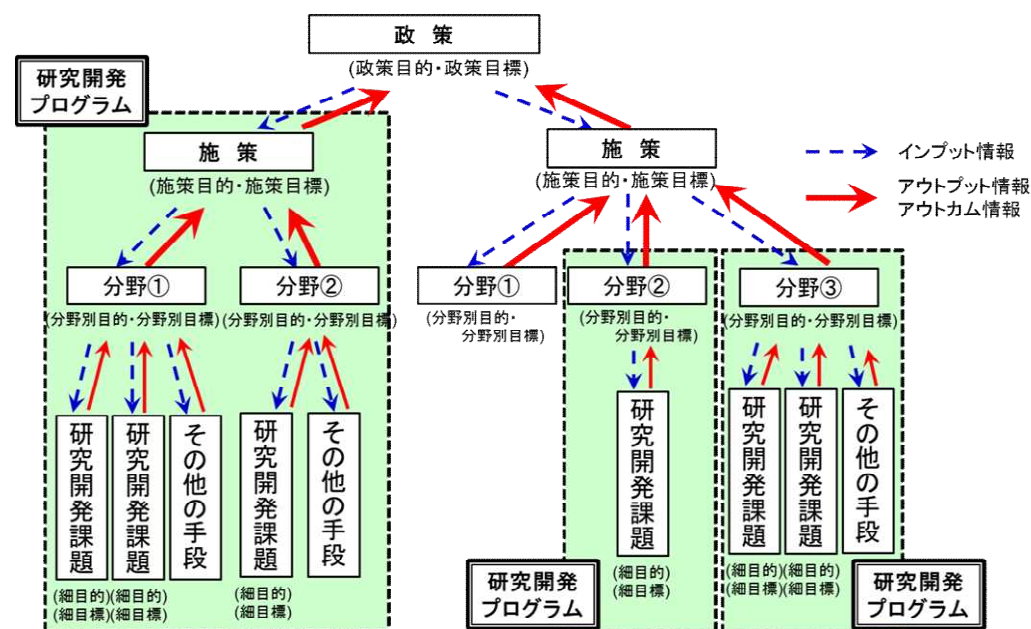 政 策
(政策目的・政策目標)
研究開発
プログラム
施 策
(施策目的・施策目標)
施 策
(施策目的・施策目標)
インプット情報
アウトプット情報
アウトカム情報
分野①
(分野別目的・分野別目標)
分野②
(分野別目的・分野別目標)
分野①
(分野別目的・
分野別目標)
分野②
(分野別目的・
分野別目標)
分野③
(分野別目的・分野別目標)
研究開発課題
(細目的)
(細目標)
研究開発課題
(細目的)
(細目標)
その他の手段
研究開発課題
(細目的)
(細目標)
その他の手段
研究開発課題
(細目的)
(細目標)
研究開発課題
(細目的)
(細目標)
研究開発課題
(細目的)
(細目標)
その他の手段
研究開発
プログラム
研究開発
プログラム